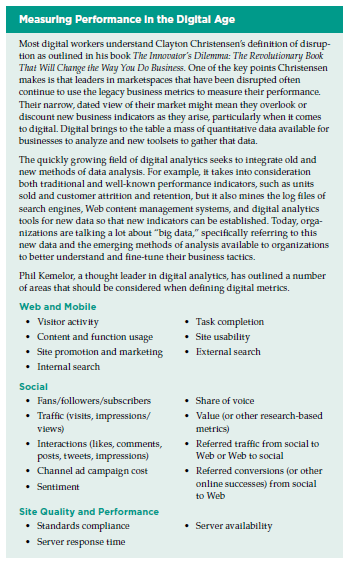 Measuring Performance in the Digital Age
Most digital workers understand Clayton Christensen's definition of disrup-
tion as outlined in his book The Innovator's Dilemma: The Revolutionary Book
That Will Change the Way You Do Business. One of the key points Christensen
makes is that leaders in marketspaces that have been disrupted often
continue to use the legacy business metrics to measure their performance.
Their narrow, dated view of their market might mean they overlook or
discount new business indicators as they arise, particularly when it comes
to digital. Digital brings to the table a mass of quantitative data available for
businesses to analyze and new toolsets to gather that data.
The quickly growing field of digital analytics seeks to integrate old and
new methods of data analysis. For example, it takes into consideration
both traditional and well-known performance indicators, such as units
sold and customer attrition and retention, but it also mines the log files of
search engines, Web content management systems, and digital analytics
tools for new data so that new indicators can be established. Today, orga-
nizations are talking a lot about "big data," specifically referring to this
new data and the emerging methods of analysis available to organizations
to better understand and fine-tune their business tactics.
Phil Kemelor, a thought leader in digital analytics, has outlined a number
of areas that should be considered when defining digital metrics.
Web and Mobile
• Visitor activity
• Content and function usage
• Site promotion and marketing
• Internal search
• Task completion
• Site usability
• External search
Social
• Fans/followers/subscribers
• Traffic (visits, impressions/
views)
• Interactions (likes, comments,
posts, tweets, impressions)
• Channel ad campaign cost
• Sentiment
• Share of voice
• Value (or other research-based
metrics)
• Referred traffic from social to
Web or Web to social
• Referred conversions (or other
online successes) from social
to Web
Site Quality and Performance
• Standards compliance
• Server response time
• Server availability